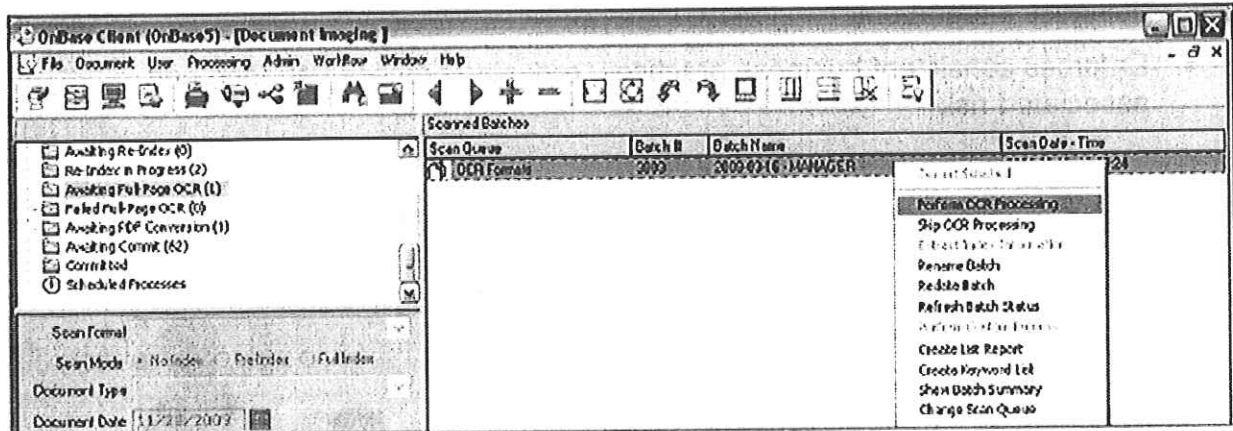 OnBase Client (OnBase5) - [Document Imaging ]
File Document User Processing Admin Workflow Window Help
Scanned Batches
Scan Queue Batch # Batch Name Scan Date - Time
Awaiting Re-Index (0)
Re-Index in Progress (2)
Awaiting Full-Page OCR (1)
Failed Full-Page OCR (0)
Awaiting PDF Conversion (1)
Awaiting Commit (62)
Committed
Scheduled Processes
OCR Formats MANAGER :24
Perform OCR Processing
Skip OCR Processing
Rename Batch
Redate Batch
Refresh Batch Status
Create List Report
Create Keyword List
Show Batch Summary
Change Scan Queue
Scan Format
Scan Mode No Index Pre Index Full Index
Document Type
Document Date